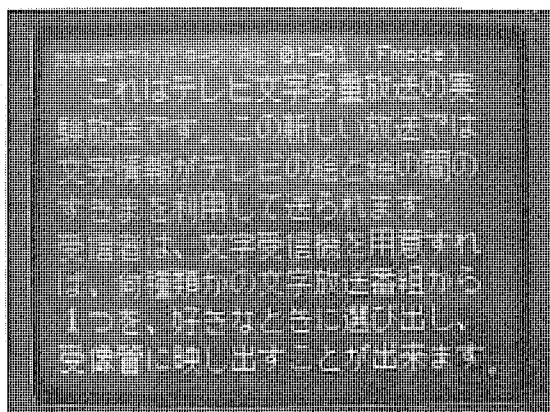 01-01 (Fmode)
これはテレビ文字多重放送の実
験放送です。この新しい放送では
文字情報がテレビの絵と絵の間の
すきまを利用して送られます。
受信者は、文字受信機を用意すれ
ば、何種類かの文字放送番組から
1つを、好きなときに選び出し、
受像管に映し出すことが出来ます。